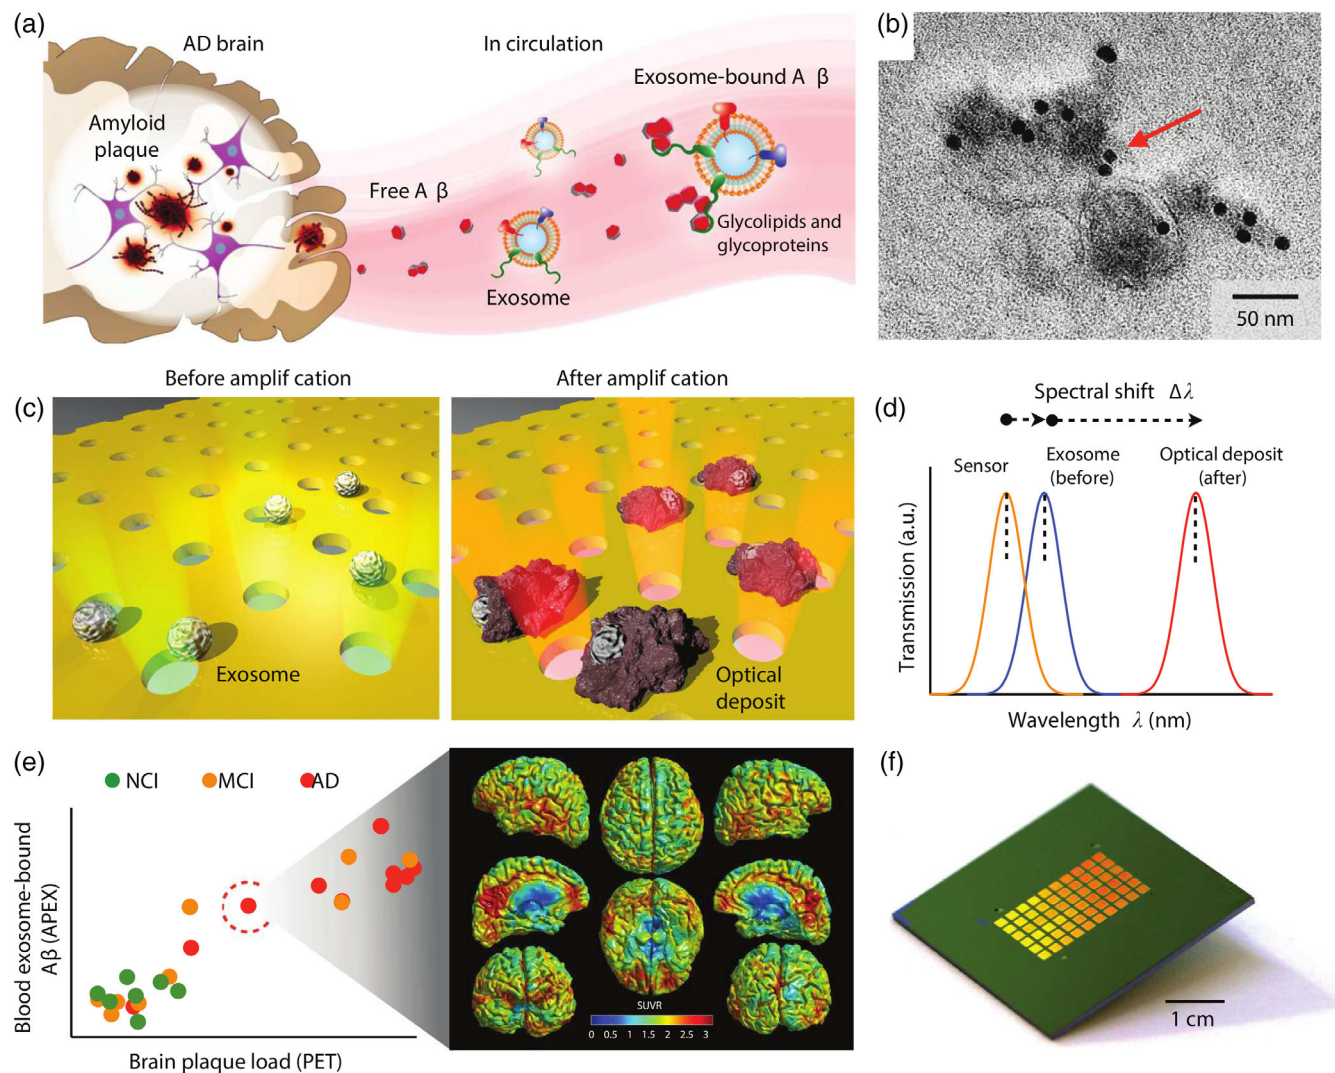 (a)
AD brain
In circulation
Exosome-bound A β
Amyloid
plaque
Free A β
Glycolipids and
glycoproteins
Exosome
(b)
50 nm
(c)
Before amplif cation
After amplif cation
Exosome
Optical
deposit
(d)
Spectral shift Δλ
Sensor
Exosome
(before)
Optical deposit
(after)
Transmission (a.u.)
Wavelength λ (nm)
(e)
NCI
MCI
AD
Blood exosome-bound
Aβ (APEX)
Brain plaque load (PET)
SUVR
0 0.5 1 1.5 2 2.5 3
(f)
1 cm